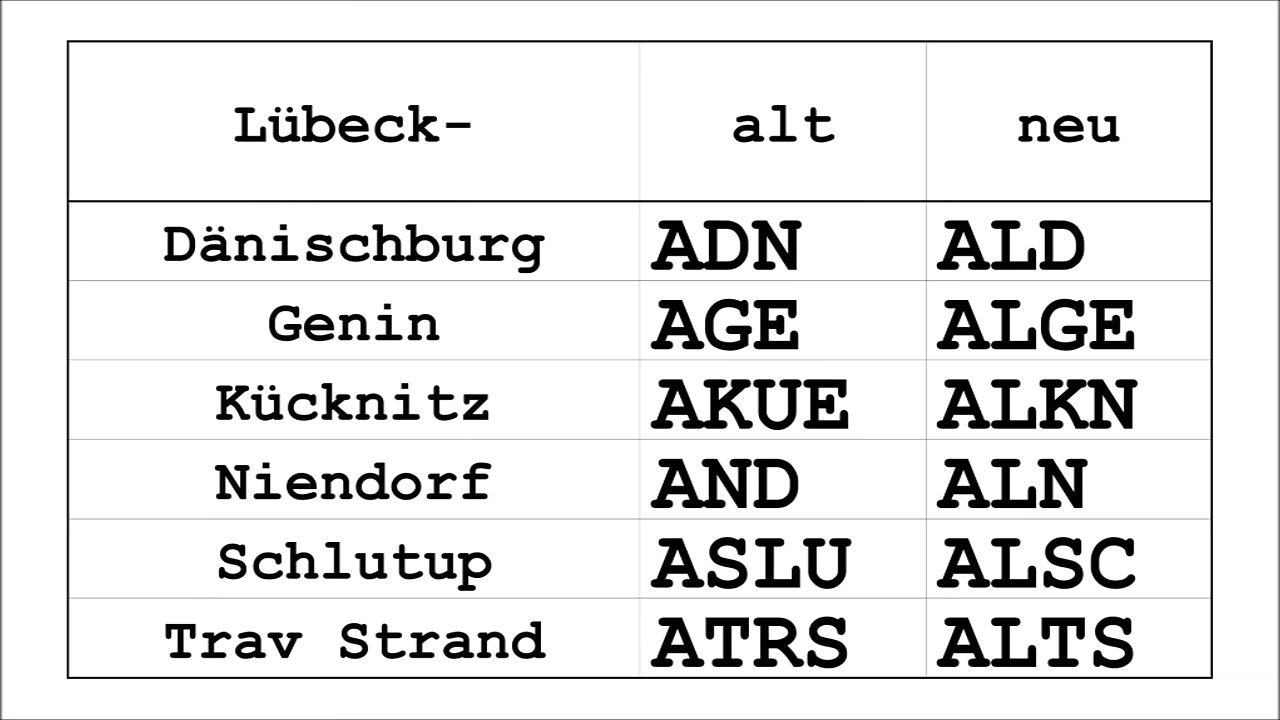 Lübeck- alt neu
Dänischburg ADN ALD
Genin AGE ALGE
Kücknitz AKUE ALKN
Niendorf AND ALN
Schlutup ASLU ALSC
Trav Strand ATRS ALTS